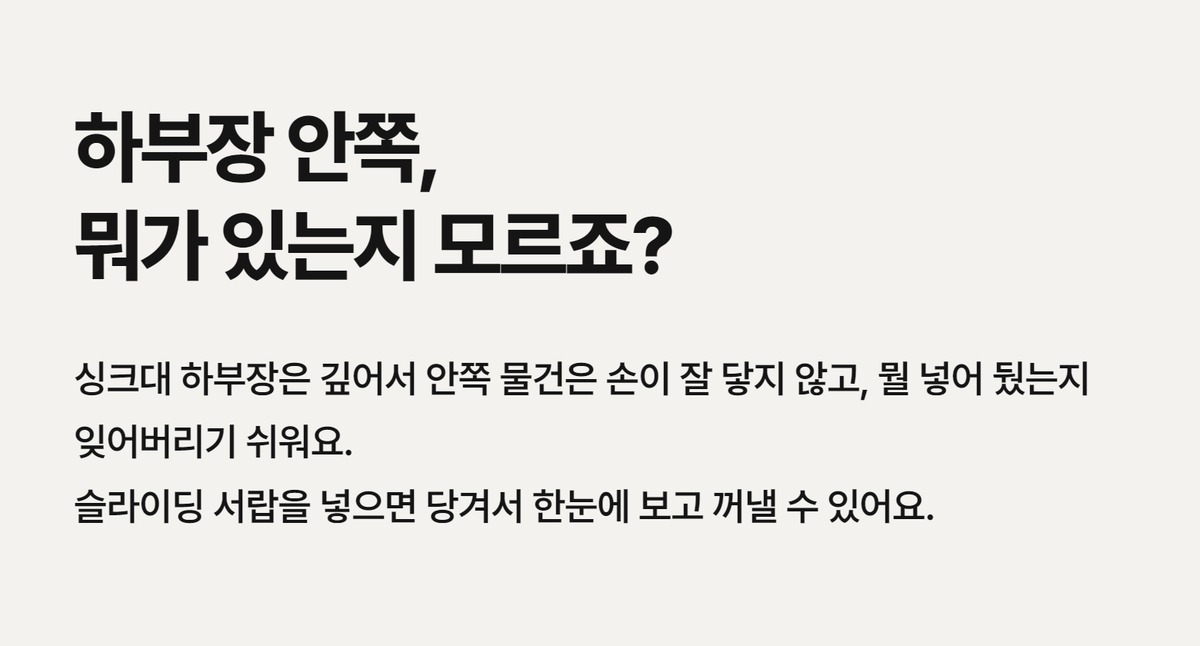 하부장 안쪽,
뭐가 있는지 모르죠?
싱크대 하부장은 깊어서 안쪽 물건은 손이 잘 닿지 않고, 뭘 넣어 뒀는지
잊어버리기 쉬워요.
슬라이딩 서랍을 넣으면 당겨서 한눈에 보고 꺼낼 수 있어요.